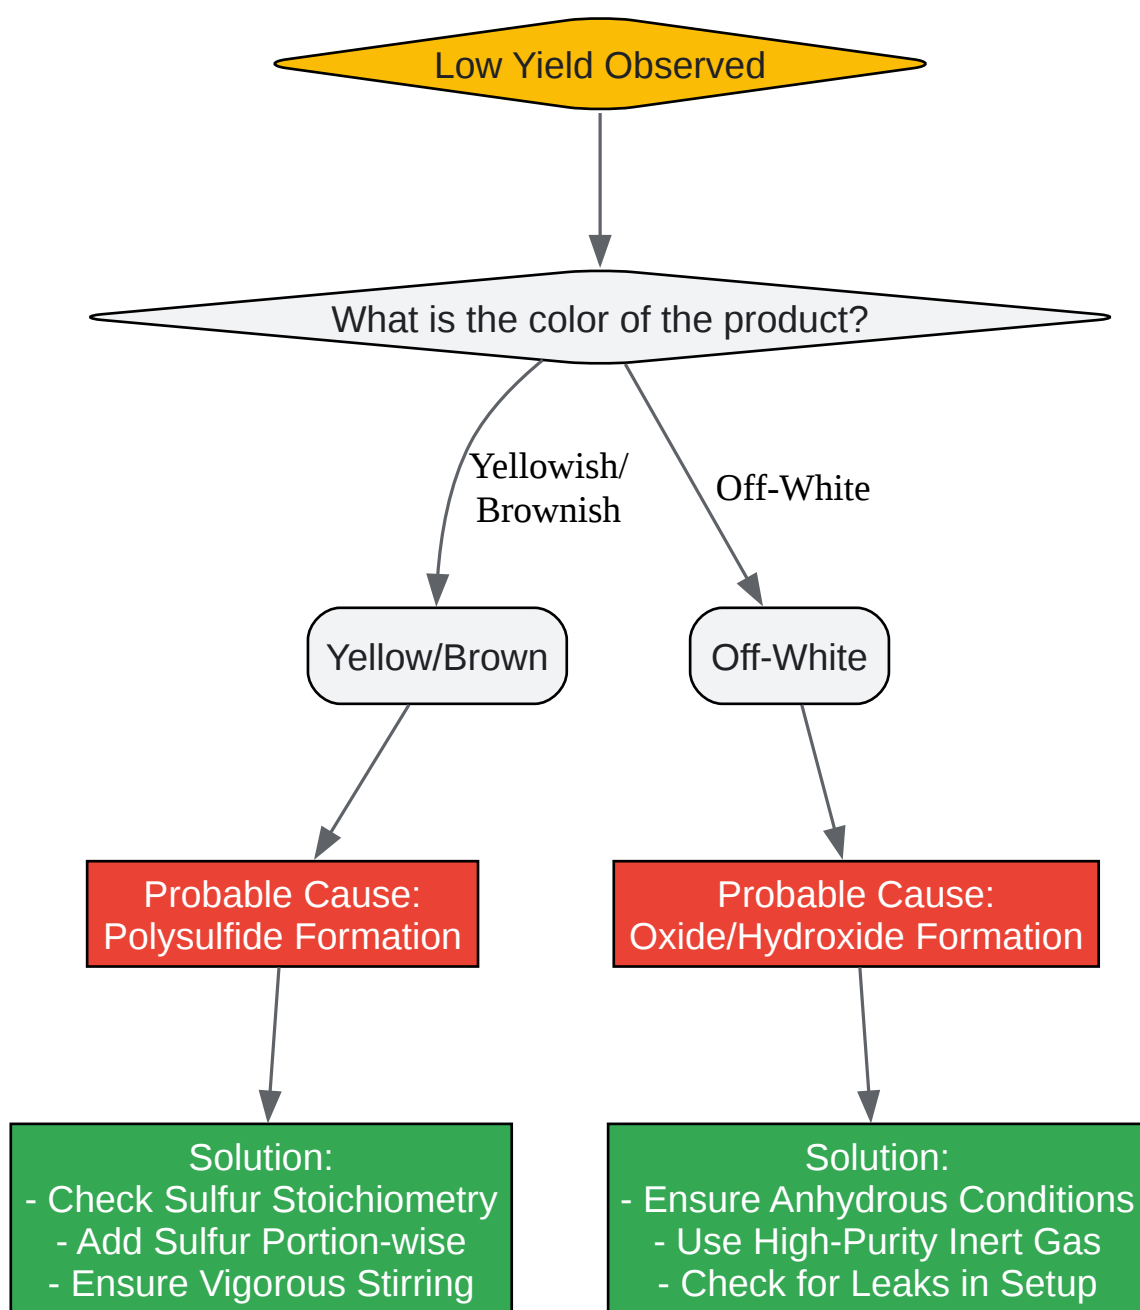 Low Yield Observed
What is the color of the product?
Yellowish/
Brownish
Off-White
Yellow/Brown
Off-White
Probable Cause:
Polysulfide Formation
Probable Cause:
Oxide/Hydroxide Formation
Solution:
- Check Sulfur Stoichiometry
- Add Sulfur Portion-wise
- Ensure Vigorous Stirring
Solution:
- Ensure Anhydrous Conditions
- Use High-Purity Inert Gas
- Check for Leaks in Setup